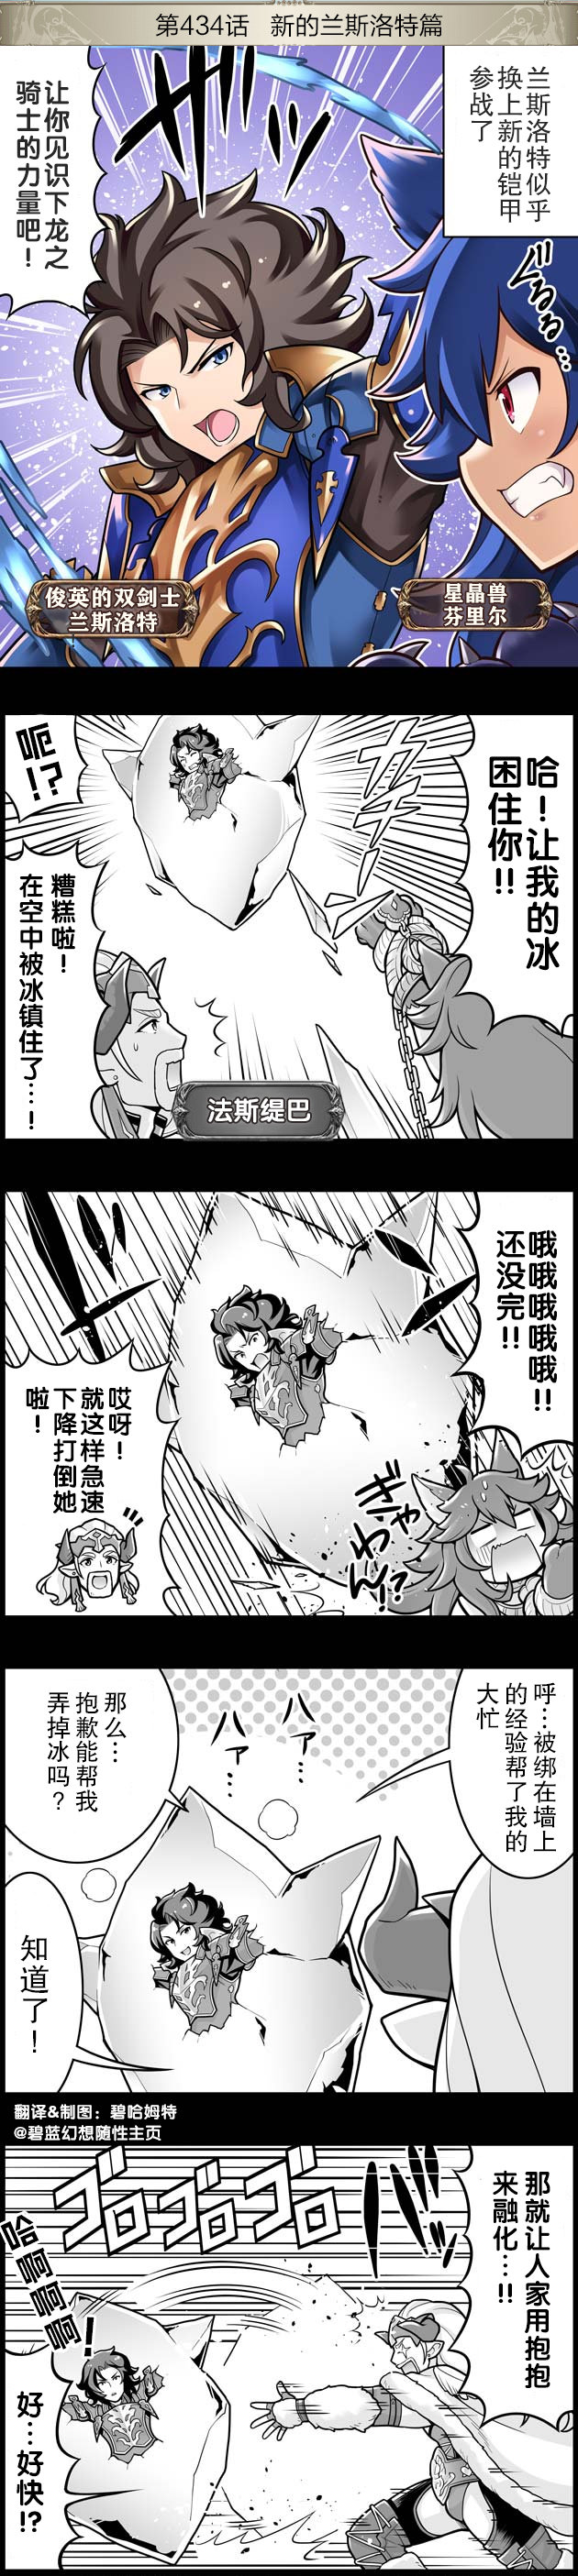 第434话 新的兰斯洛特篇
兰斯洛特似乎
换上新的铠甲
参战了
ぐるる…
让你见识下龙之
骑士的力量吧！
俊英的双剑士
兰斯洛特
星晶兽
芬里尔
哈！让我的冰
困住你!!
カチーン
呃!?
糟糕啦！
在空中被冰镇住了…！
法斯缇巴
哦哦哦哦哦!!
还没完!!
ぎゃわん!?
哎呀！
就这样急速
下降打倒她
啦！
呼…被绑在墙上
的经验帮了我的
大忙
ハァ…
ハァ…
那么…
抱歉能帮我
弄掉冰吗？
知道了！
翻译&制图：碧哈姆特
@碧蓝幻想随性主页
那就让人家用抱抱
来融化…!!
ゴロゴロゴロ
哈啊啊啊啊！
好…好快!?